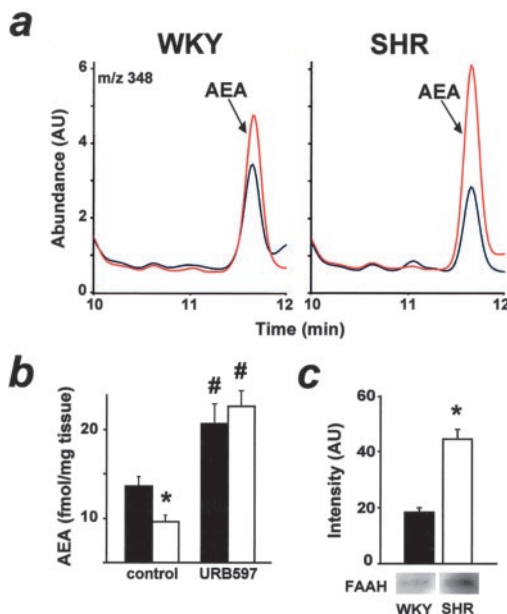 a
WKY SHR
m/z 348
AEA AEA
Abundance (AU)
6
4
2
0
10 11 12 10 11 12
Time (min)
b
AEA (fmol/mg tissue)
20
10
* # #
control URB597
c
Intensity (AU)
60
40
20
0
*
FAAH
WKY SHR